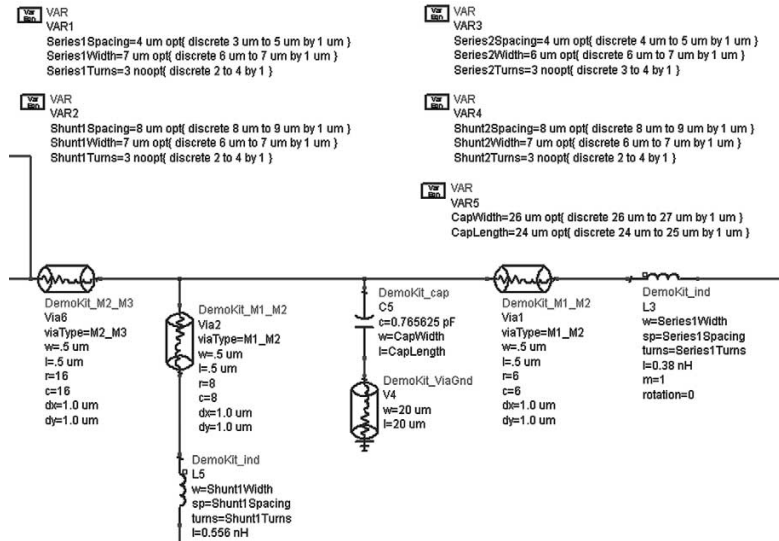 Var
Eqn
VAR
VAR1
Series1Spacing=4 um opt{ discrete 3 um to 5 um by 1 um }
Series1Width=7 um opt{ discrete 6 um to 7 um by 1 um }
Series1Turns=3 noopt{ discrete 2 to 4 by 1 }
Var
Eqn
VAR
VAR2
Shunt1Spacing=8 um opt{ discrete 8 um to 9 um by 1 um }
Shunt1Width=7 um opt{ discrete 6 um to 7 um by 1 um }
Shunt1Turns=3 noopt{ discrete 2 to 4 by 1 }
Var
Eqn
VAR
VAR3
Series2Spacing=4 um opt{ discrete 4 um to 5 um by 1 um }
Series2Width=6 um opt{ discrete 6 um to 7 um by 1 um }
Series2Turns=3 noopt{ discrete 3 to 4 by 1 }
Var
Eqn
VAR
VAR4
Shunt2Spacing=8 um opt{ discrete 8 um to 9 um by 1 um }
Shunt2Width=7 um opt{ discrete 6 um to 7 um by 1 um }
Shunt2Turns=3 noopt{ discrete 2 to 4 by 1 }
Var
Eqn
VAR
VAR5
CapWidth=26 um opt{ discrete 26 um to 27 um by 1 um }
CapLength=24 um opt{ discrete 24 um to 25 um by 1 um }
DemoKit_M2_M3
Via6
viaType=M2_M3
w=.5 um
l=.5 um
r=16
c=16
dx=1.0 um
dy=1.0 um
DemoKit_M1_M2
Via2
viaType=M1_M2
w=.5 um
l=.5 um
r=8
c=8
dx=1.0 um
dy=1.0 um
DemoKit_ind
L5
w=Shunt1Width
sp=Shunt1Spacing
turns=Shunt1Turns
l=0.556 nH
DemoKit_cap
C5
c=0.765625 pF
w=CapWidth
l=CapLength
DemoKit_ViaGnd
V4
w=20 um
l=20 um
DemoKit_M1_M2
Via1
viaType=M1_M2
w=.5 um
l=.5 um
r=6
c=6
dx=1.0 um
dy=1.0 um
DemoKit_ind
L3
w=Series1Width
sp=Series1Spacing
turns=Series1Turns
l=0.38 nH
m=1
rotation=0